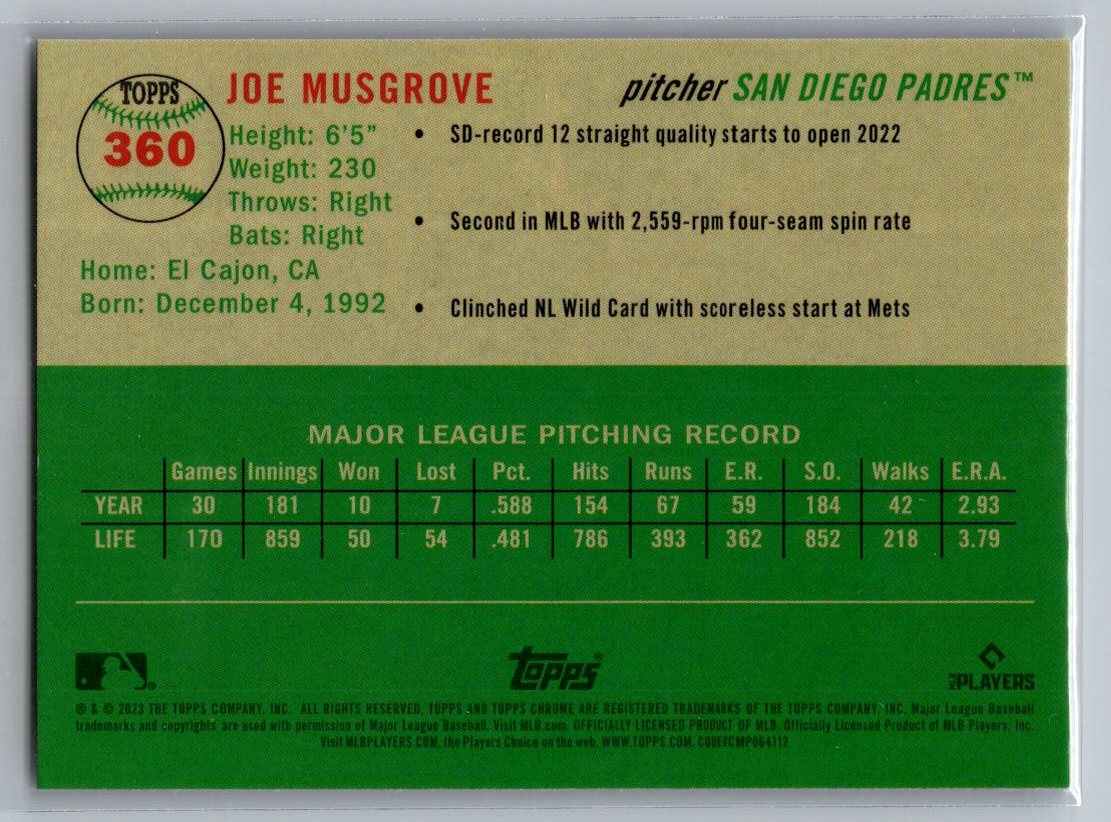 TOPPS
360
JOE MUSGROVE
pitcher SAN DIEGO PADRES™
Height: 6'5"
Weight: 230
Throws: Right
Bats: Right
Home: El Cajon, CA
Born: December 4, 1992
• SD-record 12 straight quality starts to open 2022
• Second in MLB with 2,559-rpm four-seam spin rate
• Clinched NL Wild Card with scoreless start at Mets
MAJOR LEAGUE PITCHING RECORD
Games Innings Won Lost Pct. Hits Runs E.R. S.O. Walks E.R.A.
YEAR 30 181 10 7 .588 154 67 59 184 42 2.93
LIFE 170 859 50 54 .481 786 393 362 852 218 3.79
TOPPS®
MLB PLAYERS
® & © 2023 THE TOPPS COMPANY, INC. ALL RIGHTS RESERVED. TOPPS AND TOPPS CHROME ARE REGISTERED TRADEMARKS OF THE TOPPS COMPANY, INC. Major League Baseball
trademarks and copyrights are used with permission of Major League Baseball. Visit MLB.com. OFFICIALLY LICENSED PRODUCT OF MLB. Officially Licensed Product of MLB Players, Inc.
Visit MLBPLAYERS.COM, the Players Choice on the web. WWW.TOPPS.COM. CODE#CMP064112